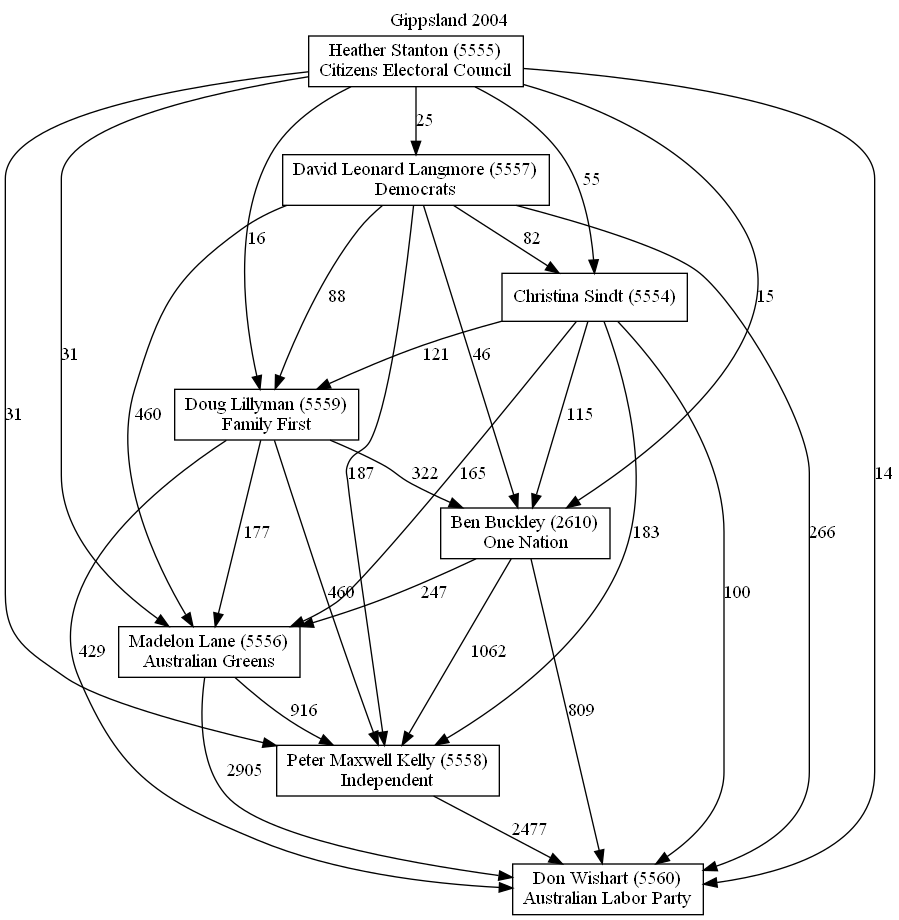 Gippsland 2004
Heather Stanton (5555)
Citizens Electoral Council
25
David Leonard Langmore (5557)
Democrats
55
16
82
Christina Sindt (5554)
88
15
31
121
46
31
Doug Lillyman (5559)
Family First
460
115
187
322
165
14
Ben Buckley (2610)
One Nation
177
183
266
460
247
100
Madelon Lane (5556)
Australian Greens
429
1062
916
809
Peter Maxwell Kelly (5558)
Independent
2905
2477
Don Wishart (5560)
Australian Labor Party